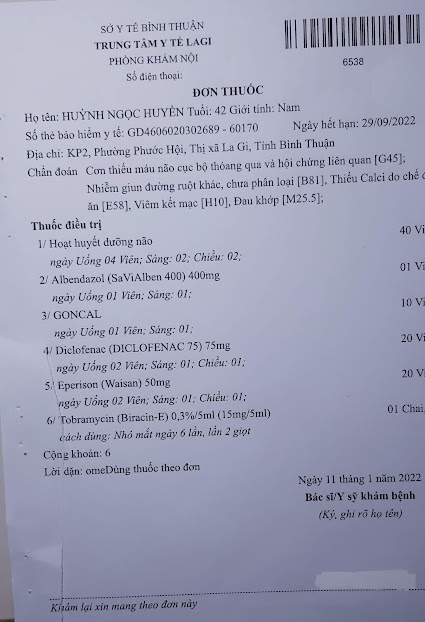 SỞ Y TẾ BÌNH THUẬN
TRUNG TÂM Y TẾ LAGI
PHÒNG KHÁM NỘI
Số điện thoại:
6538
ĐƠN THUỐC
Họ tên: HUỲNH NGỌC HUYÊN Tuổi: 42 Giới tính: Nam
Số thẻ bảo hiểm y tế: GD4606020302689 - 60170 Ngày hết hạn: 29/09/2022
Địa chỉ: KP2, Phường Phước Hội, Thị xã La Gi, Tỉnh Bình Thuận
Chẩn đoán Cơn thiếu máu não cục bộ thoảng qua và hội chứng liên quan [G45];
Nhiễm giun đường ruột khác, chưa phân loại [B81], Thiếu Calci do chế đ
ăn [E58], Viêm kết mạc [H10], Đau khớp [M25.5];
Thuốc điều trị
1/ Hoạt huyết dưỡng não 40 Vi
ngày Uống 04 Viên; Sáng: 02; Chiều: 02;
2/ Albendazol (SaViAlben 400) 400mg 01 Vi
ngày Uống 01 Viên; Sáng: 01;
3/ GONCAL 10 Vi
ngày Uống 01 Viên; Sáng: 01;
4/ Diclofenac (DICLOFENAC 75) 75mg 20 Vi
ngày Uống 02 Viên; Sáng: 01; Chiều: 01;
5/ Eperison (Waisan) 50mg 20 Vi
ngày Uống 02 Viên; Sáng: 01; Chiều: 01;
6/ Tobramycin (Biracin-E) 0,3%/5ml (15mg/5ml) 01 Chai,
cách dùng: Nhỏ mắt ngày 6 lần, lần 2 giọt
Cộng khoản: 6
Lời dặn: omeDùng thuốc theo đơn
Ngày 11 tháng 1 năm 2022
Bác sĩ/Y sỹ khám bệnh
(Ký, ghi rõ họ tên)
Khám lại xin mang theo đơn này